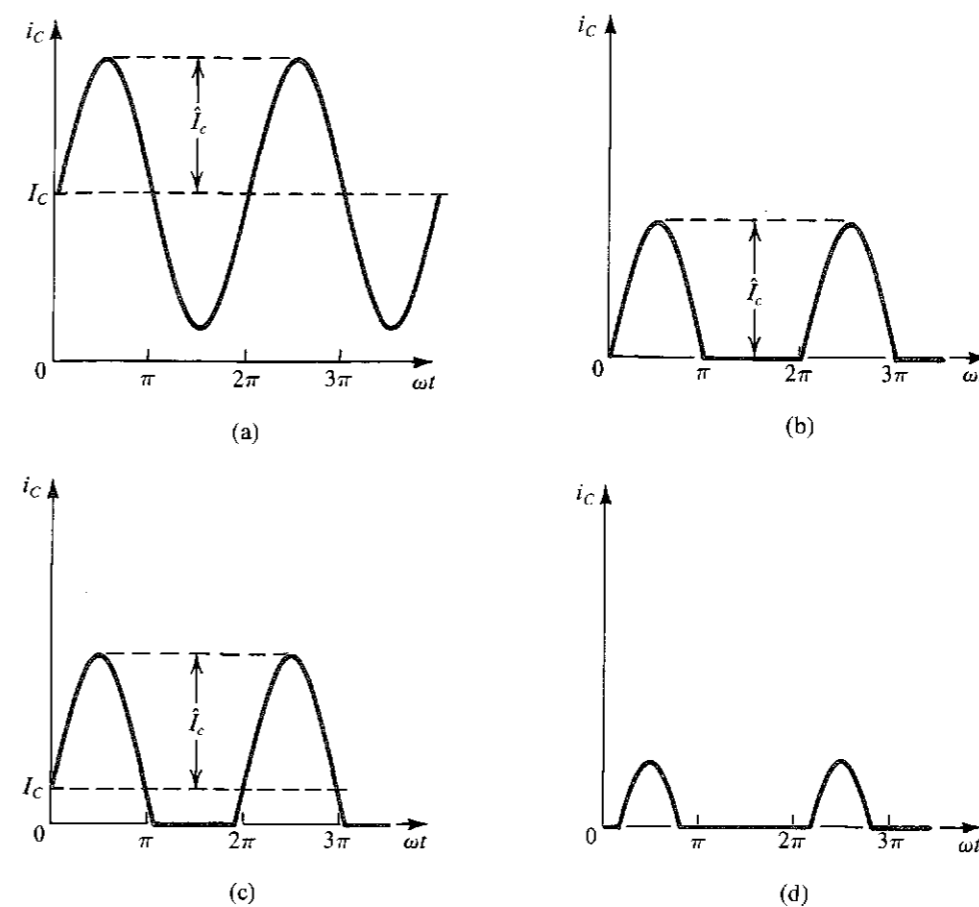 i_C
Î_c
I_C
0 π 2π 3π ωt
(a)
i_C
Î_c
0 π 2π 3π ω
(b)
i_C
Î_c
I_C
0 π 2π 3π ωt
(c)
i_C
0 π 2π 3π ωt
(d)